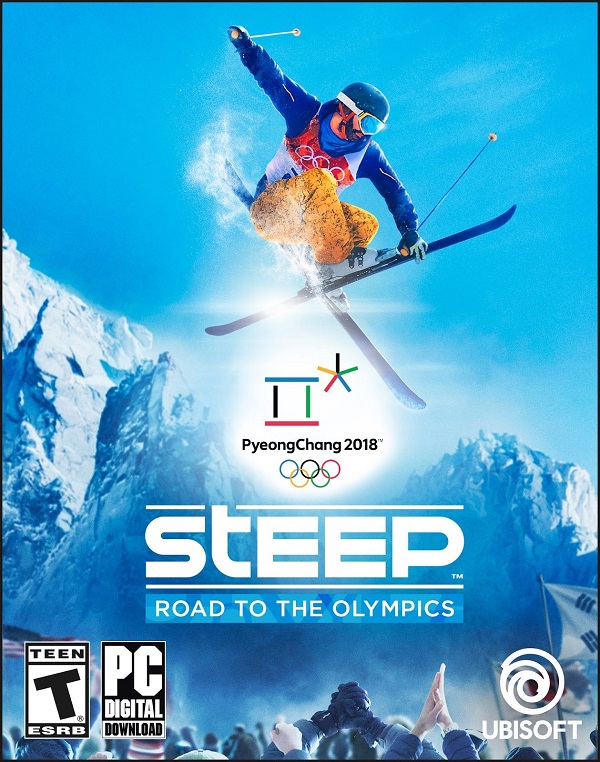 PyeongChang 2018™
STEEP™
ROAD TO THE OLYMPICS
TEEN
T®
ESRB
PC
DIGITAL
DOWNLOAD
UBISOFT